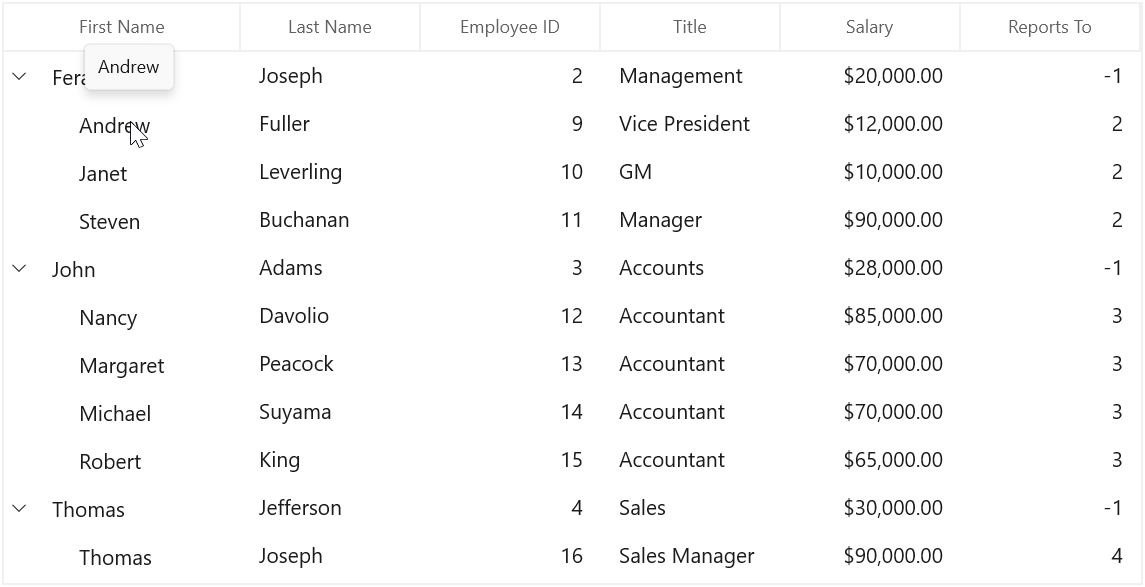 First Name Last Name Employee ID Title Salary Reports To
Andrew
Joseph 2 Management $20,000.00 -1
Andrew Fuller 9 Vice President $12,000.00 2
Janet Leverling 10 GM $10,000.00 2
Steven Buchanan 11 Manager $90,000.00 2
John Adams 3 Accounts $28,000.00 -1
Nancy Davolio 12 Accountant $85,000.00 3
Margaret Peacock 13 Accountant $70,000.00 3
Michael Suyama 14 Accountant $70,000.00 3
Robert King 15 Accountant $65,000.00 3
Thomas Jefferson 4 Sales $30,000.00 -1
Thomas Joseph 16 Sales Manager $90,000.00 4